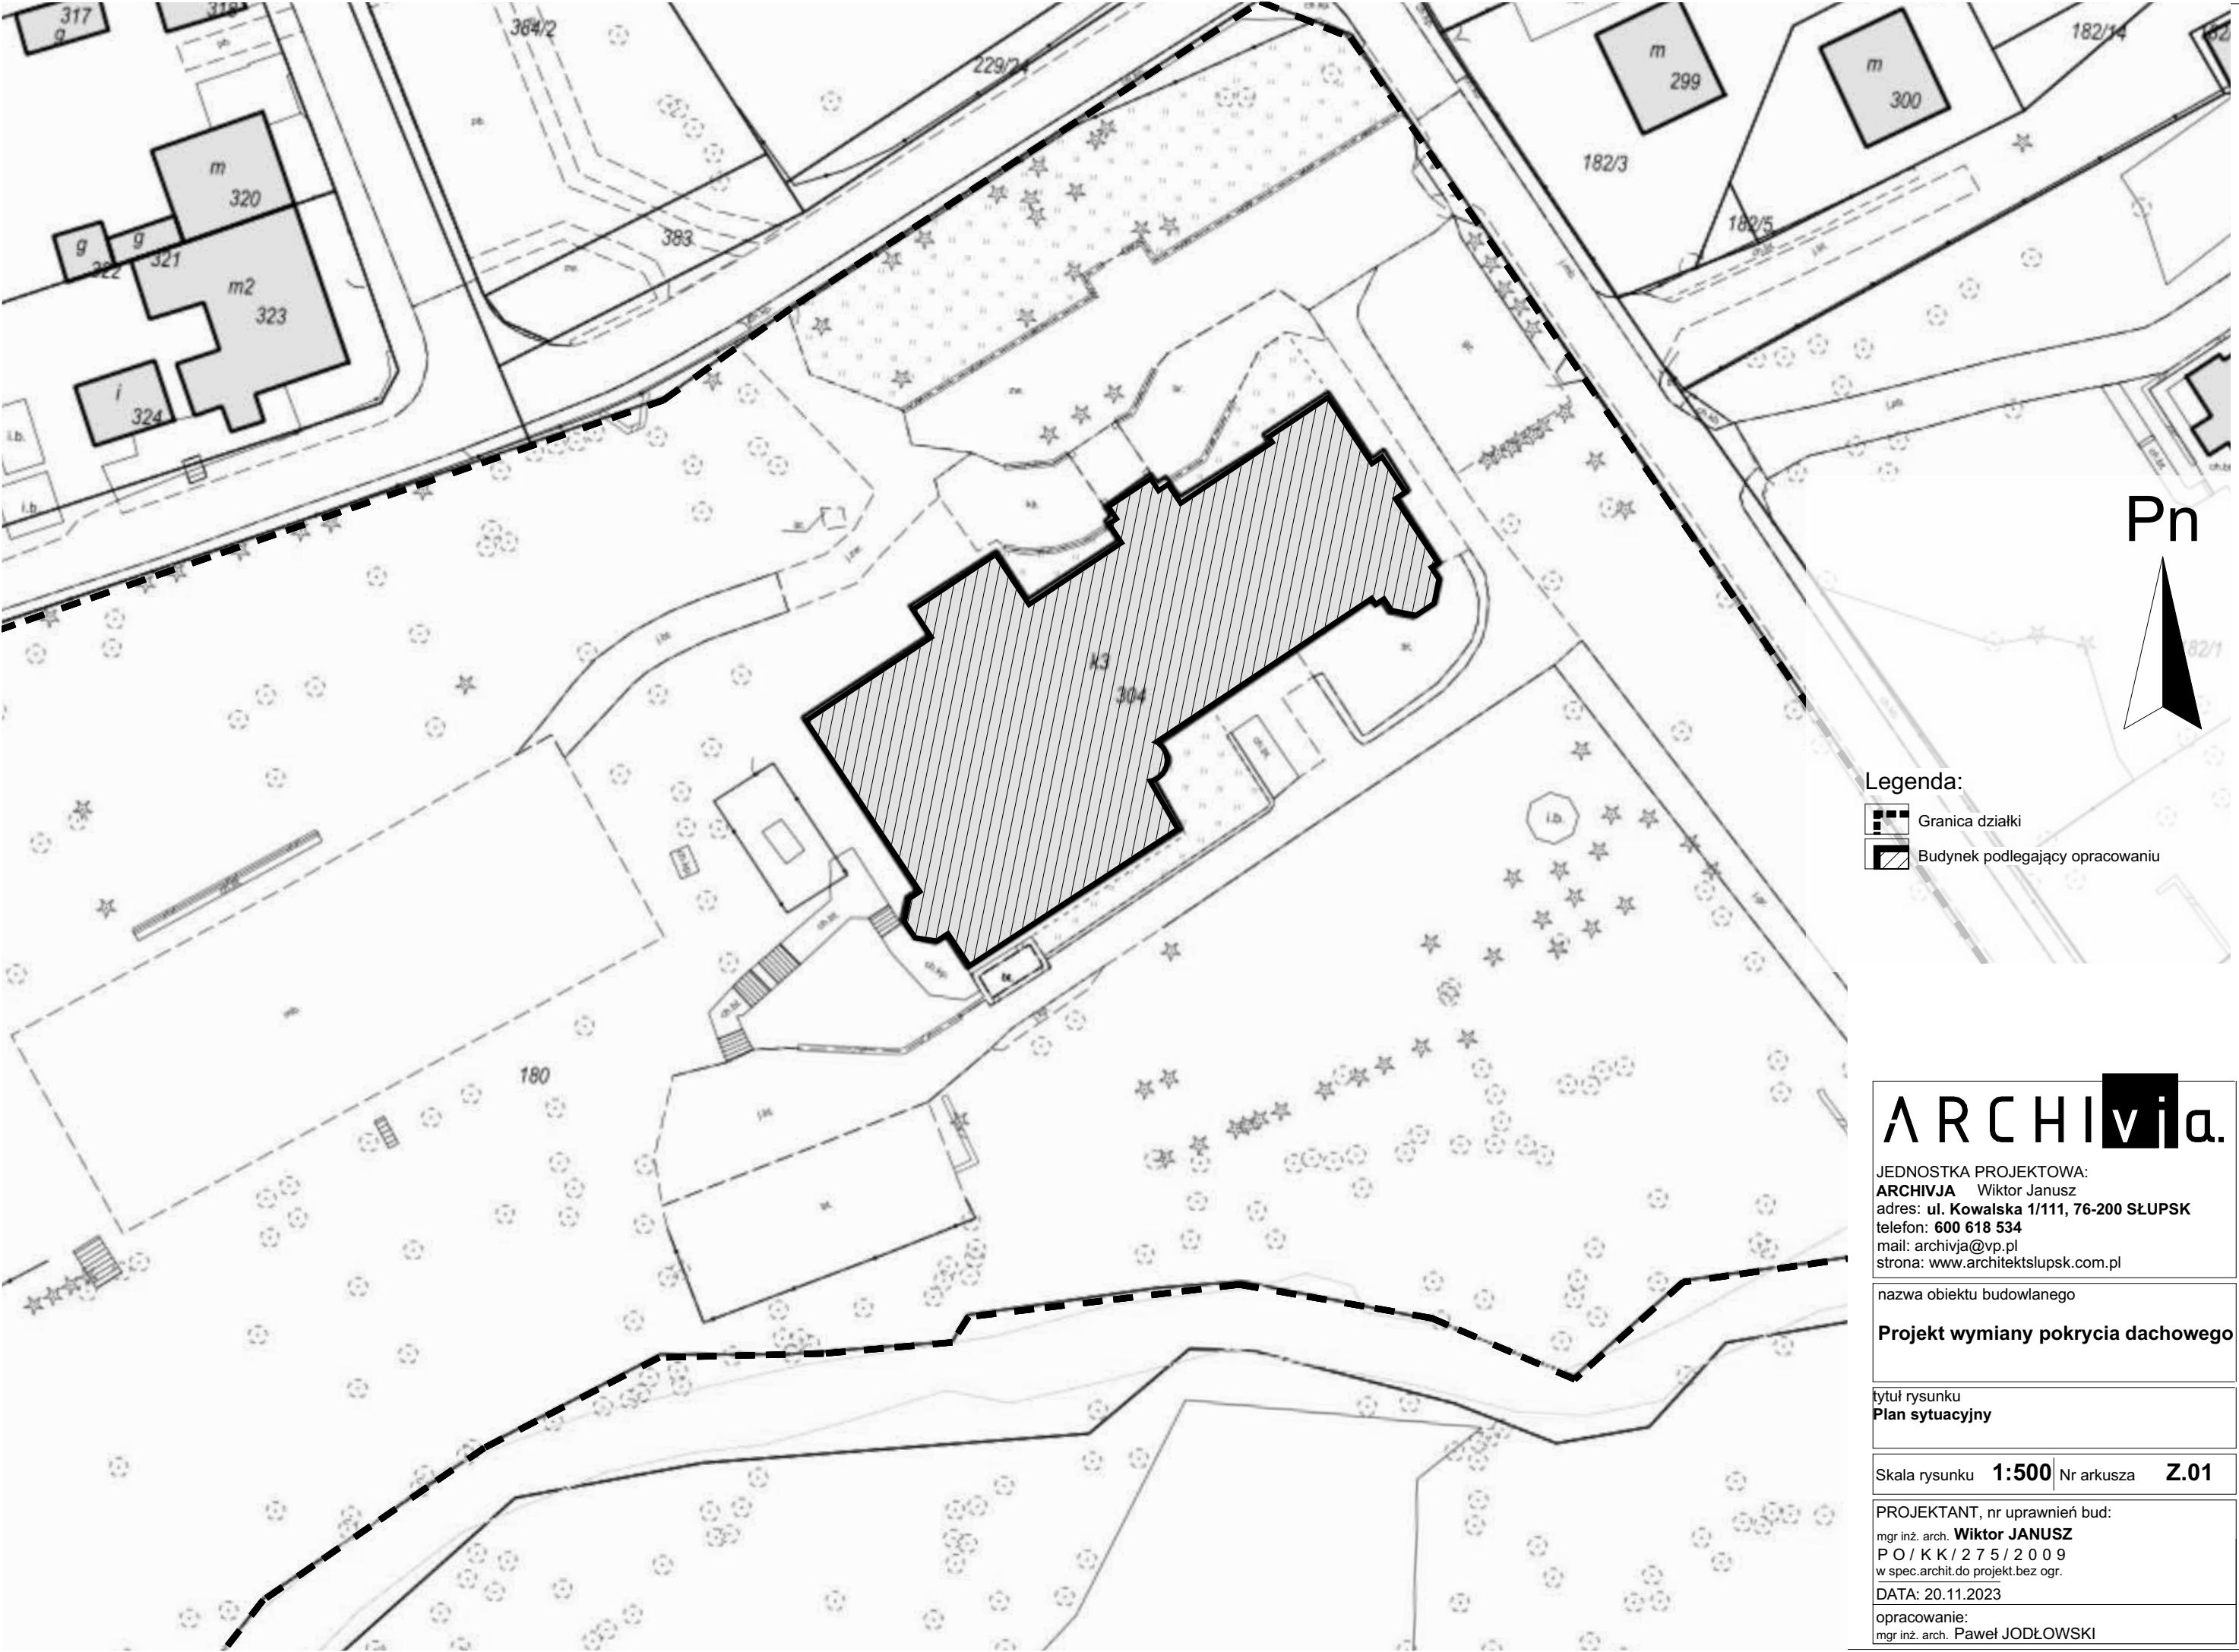 317
g
384/2
229/24
m
299
m
300
182/14
m
320
g
322
g
321
m2
323
383
182/3
182/5
i
324
i.b.
i.b.
k3
304
180
i.b.
182/1
Pn
Legenda:
Granica działki
Budynek podlegający opracowaniu
ARCHIvja.
JEDNOSTKA PROJEKTOWA:
ARCHIVJA Wiktor Janusz
adres: ul. Kowalska 1/111, 76-200 SŁUPSK
telefon: 600 618 534
mail: archivja@vp.pl
strona: www.architektslupsk.com.pl
nazwa obiektu budowlanego
Projekt wymiany pokrycia dachowego
tytuł rysunku
Plan sytuacyjny
Skala rysunku 1:500 Nr arkusza Z.01
PROJEKTANT, nr uprawnień bud:
mgr inż. arch. Wiktor JANUSZ
PO/KK/275/2009
w spec.archit.do projekt.bez ogr.
DATA: 20.11.2023
opracowanie:
mgr inż. arch. Paweł JODŁOWSKI